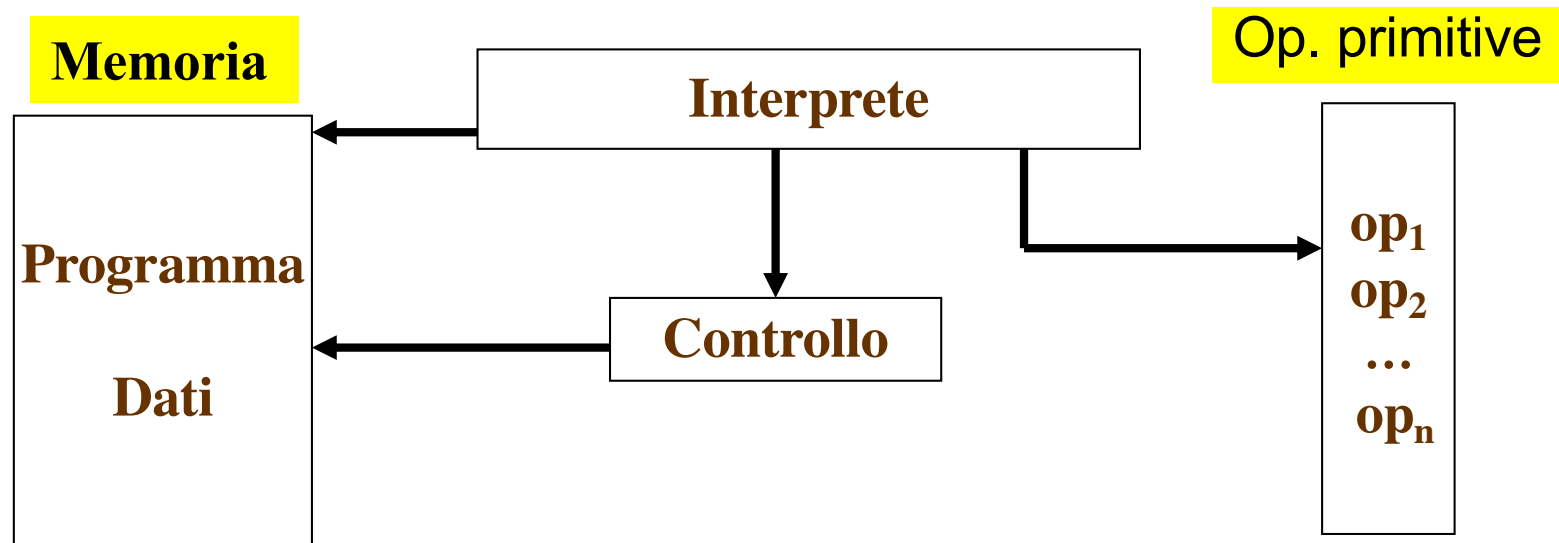 Memoria
Interprete
Op. primitive
Programma
Dati
Controllo
op₁
op₂
…
opₙ